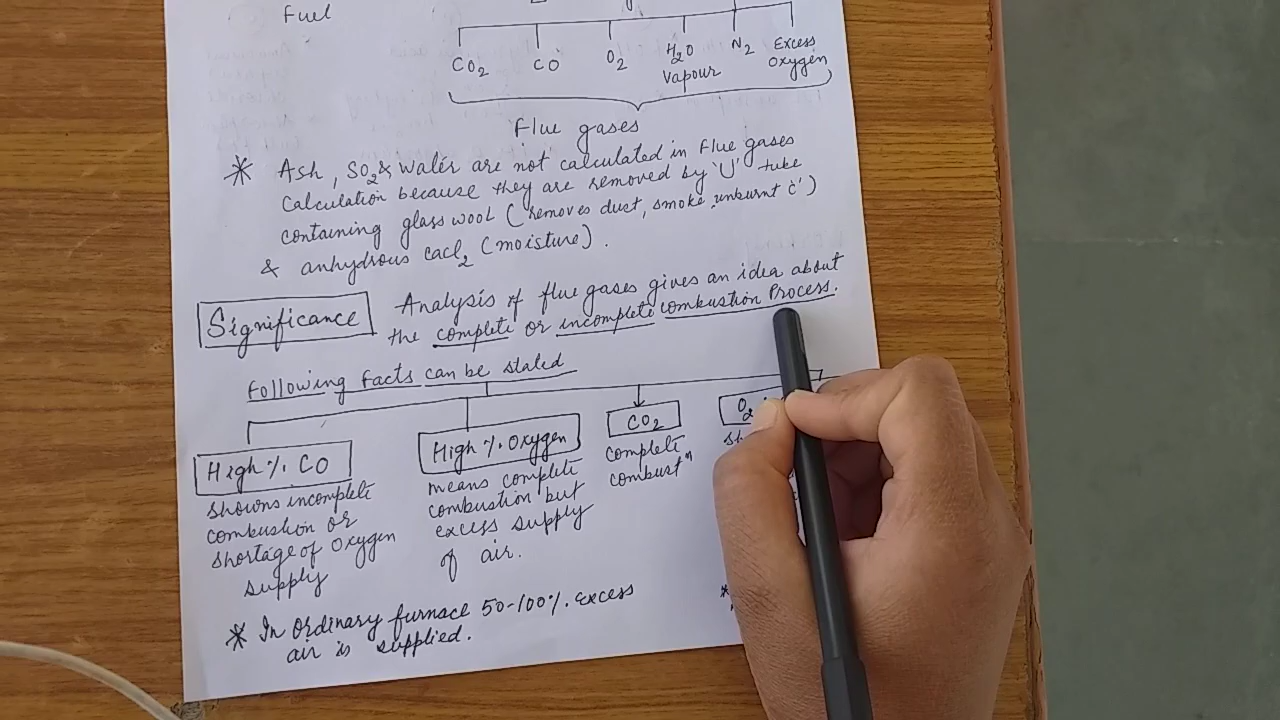 Fuel
CO2 CO O2 H2O Vapour N2 Excess Oxygen
Flue gases
* Ash, SO2 & Water are not calculated in Flue gases
Calculation because they are removed by 'U' tube
containing glass wool (removes dust, smoke, unburnt 'c')
& anhydrous cacl2 (moisture).
Significance
Analysis of flue gases gives an idea about
the complete or incomplete combustion Process.
Following Facts can be stated
High %. CO
showns incomplete
combustion or
shortage of Oxygen
supply
High %. Oxygen
means complete
combustion but
excess supply
of air.
CO2
complete
combustn
O2
* In Ordinary furnace 50-100%. excess
air is supplied.